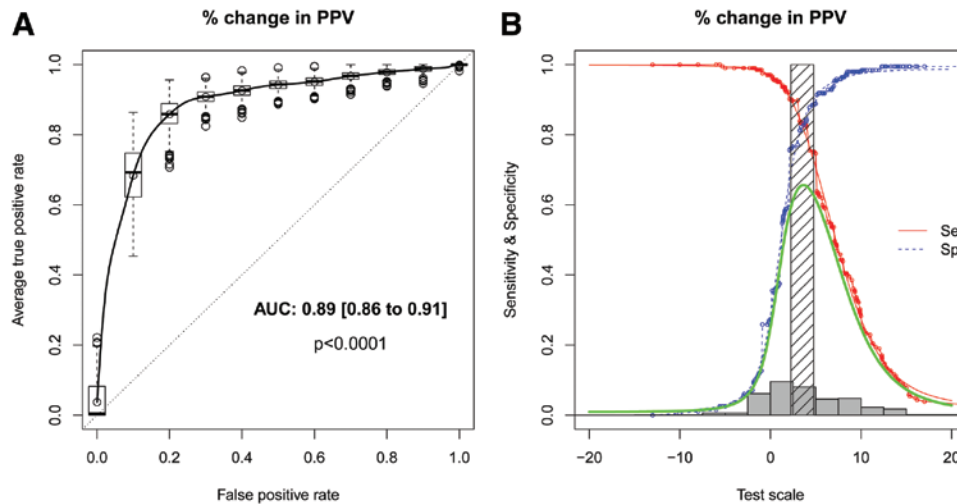 A
% change in PPV
Average true positive rate
1.0
0.8
0.6
0.4
0.2
0.0
AUC: 0.89 [0.86 to 0.91]
p<0.0001
0.0 0.2 0.4 0.6 0.8 1.0
False positive rate
B
% change in PPV
Sensitivity & Specificity
1.0
0.8
0.6
0.4
0.2
0.0
Se
Sp
−20 −10 0 10 20
Test scale